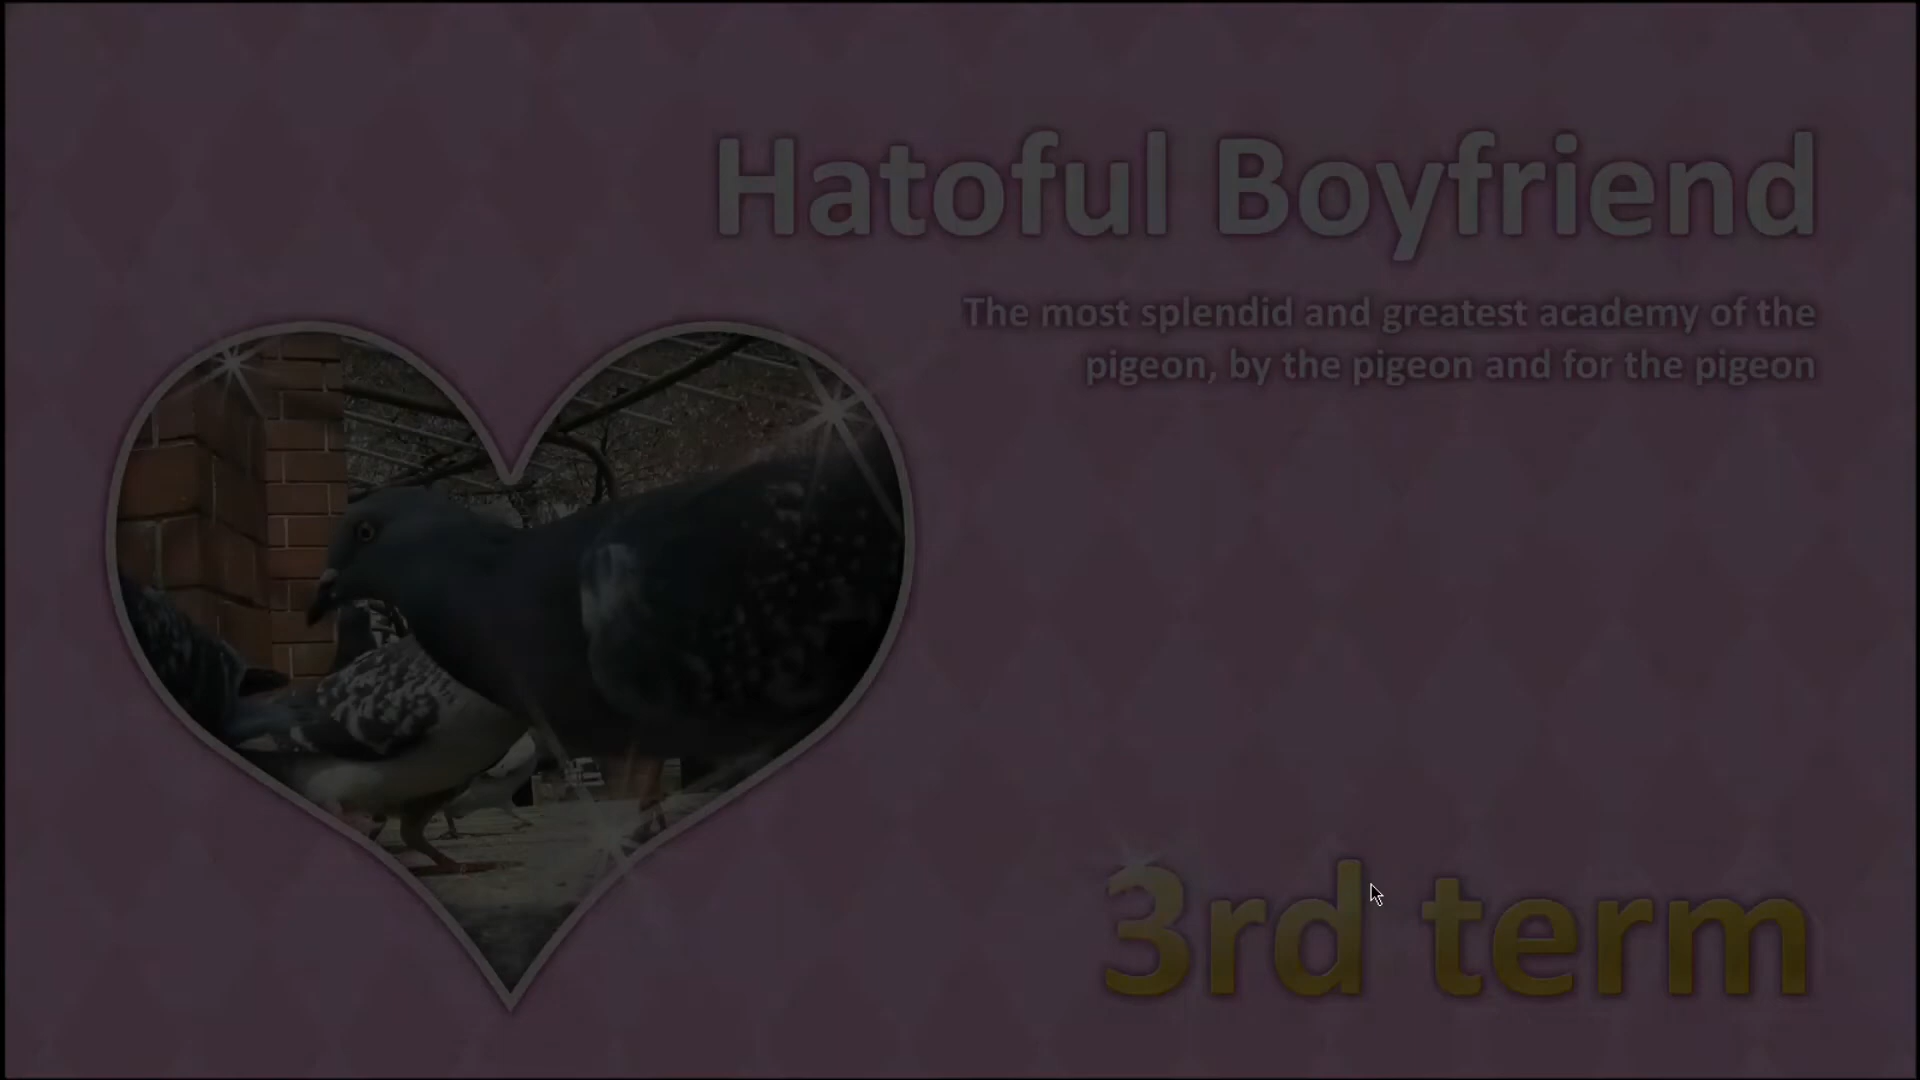 Hatoful Boyfriend
The most splendid and greatest academy of the
pigeon, by the pigeon and for the pigeon
3rd term